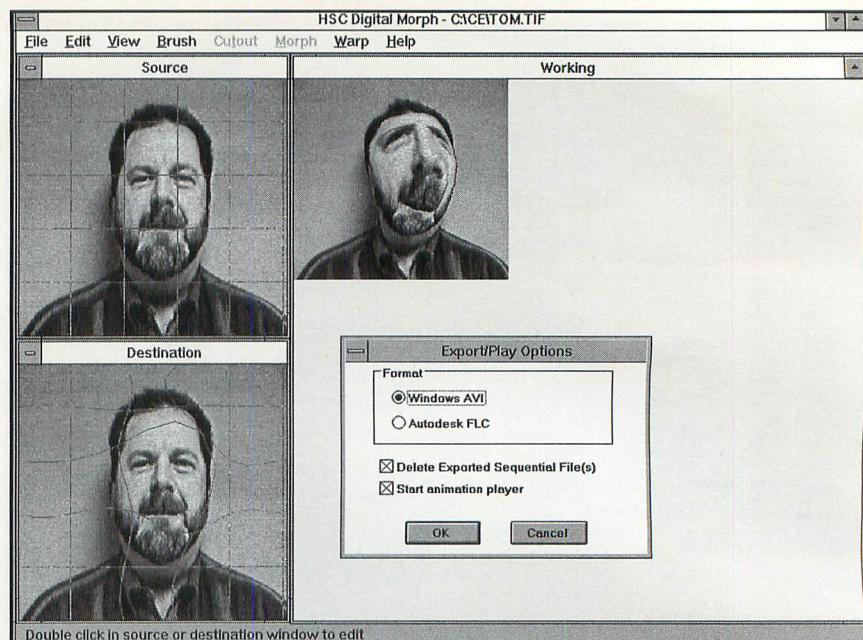 HSC Digital Morph - C:\CE\TOM.TIF
File Edit View Brush Cutout Morph Warp Help
Source
Working
Destination
Export/Play Options
Format
Windows AVI
Autodesk FLC
Delete Exported Sequential File(s)
Start animation player
OK Cancel
Double click in source or destination window to edit